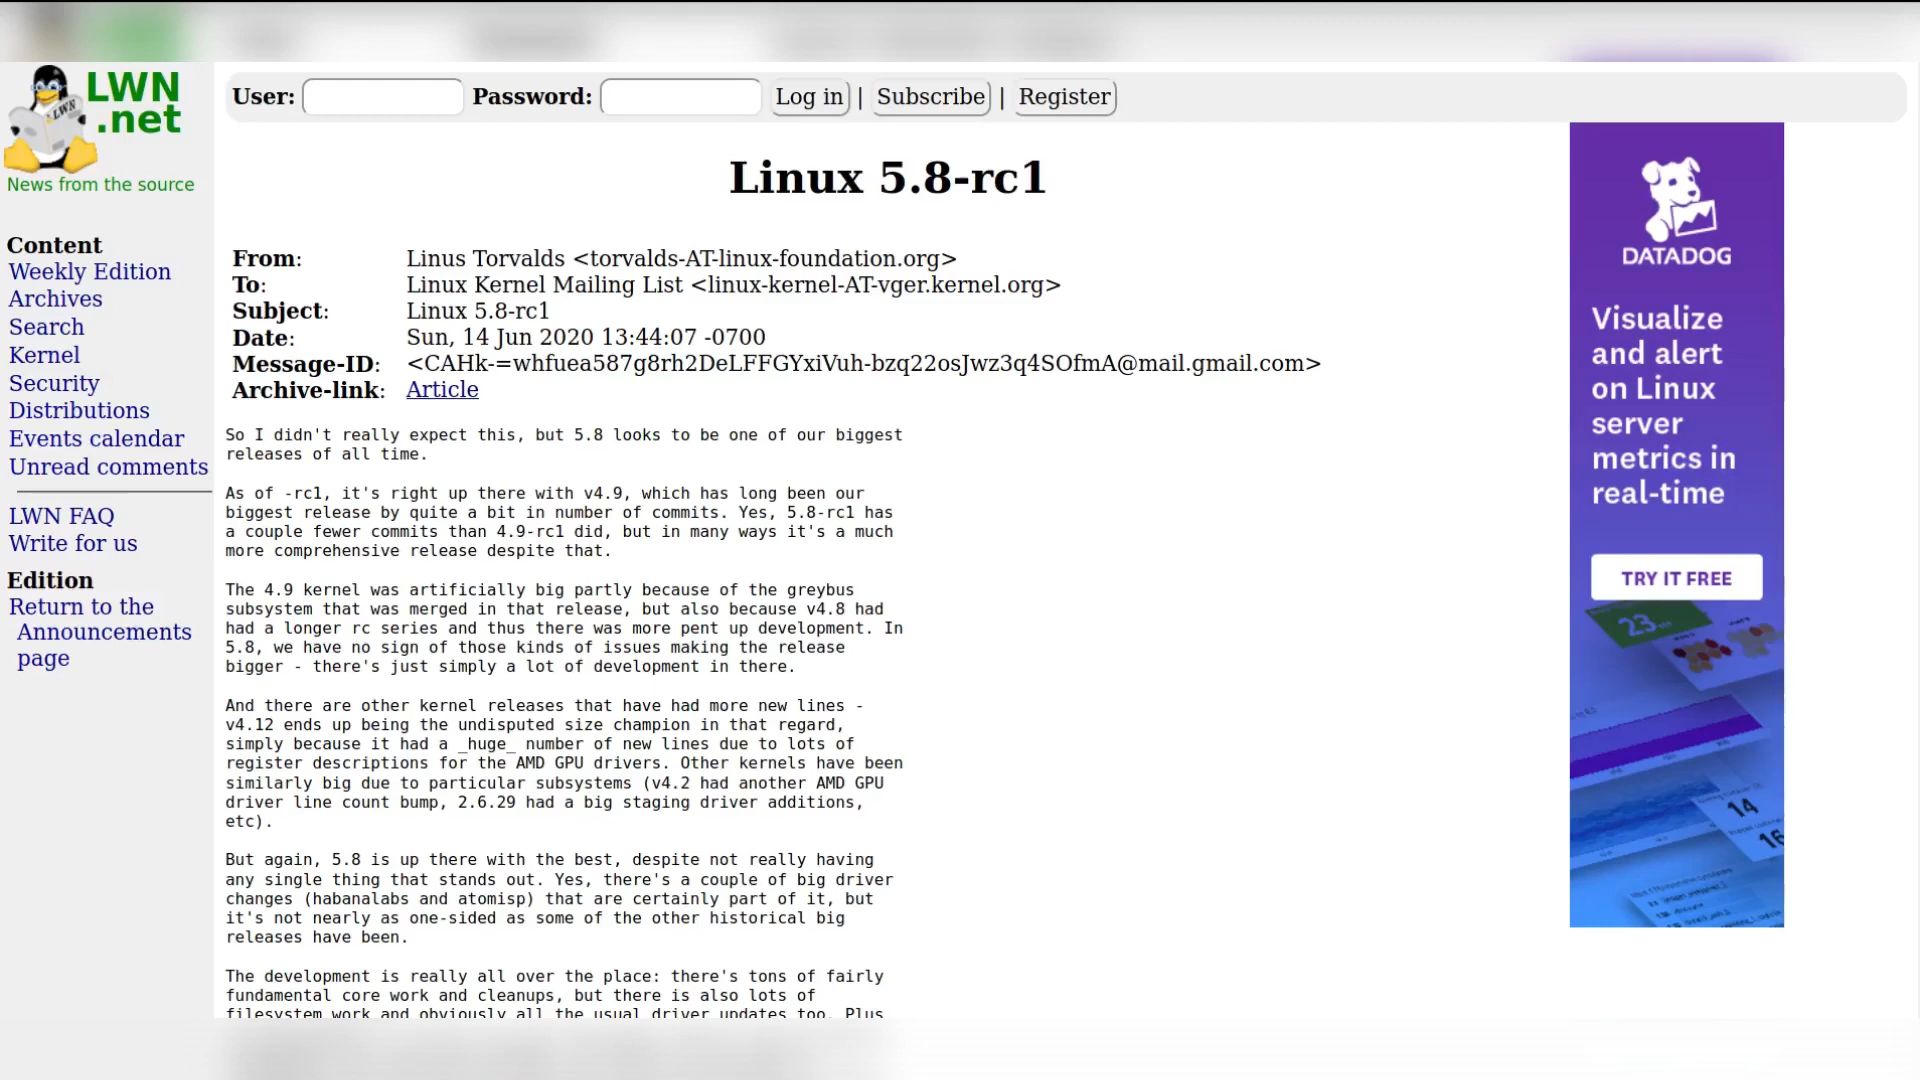 LWN
.net
News from the source
User: Password: Log in | Subscribe | Register
Content
Weekly Edition
Archives
Search
Kernel
Security
Distributions
Events calendar
Unread comments
LWN FAQ
Write for us
Edition
Return to the
Announcements
page
Linux 5.8-rc1
From: Linus Torvalds <torvalds-AT-linux-foundation.org>
To: Linux Kernel Mailing List <linux-kernel-AT-vger.kernel.org>
Subject: Linux 5.8-rc1
Date: Sun, 14 Jun 2020 13:44:07 -0700
Message-ID: <CAHk-=whfuea587g8rh2DeLFFGYxiVuh-bzq22osJwz3q4SOfmA@mail.gmail.com>
Archive-link: Article
So I didn't really expect this, but 5.8 looks to be one of our biggest
releases of all time.
As of -rc1, it's right up there with v4.9, which has long been our
biggest release by quite a bit in number of commits. Yes, 5.8-rc1 has
a couple fewer commits than 4.9-rc1 did, but in many ways it's a much
more comprehensive release despite that.
The 4.9 kernel was artificially big partly because of the greybus
subsystem that was merged in that release, but also because v4.8 had
had a longer rc series and thus there was more pent up development. In
5.8, we have no sign of those kinds of issues making the release
bigger - there's just simply a lot of development in there.
And there are other kernel releases that have had more new lines -
v4.12 ends up being the undisputed size champion in that regard,
simply because it had a _huge_ number of new lines due to lots of
register descriptions for the AMD GPU drivers. Other kernels have been
similarly big due to particular subsystems (v4.2 had another AMD GPU
driver line count bump, 2.6.29 had a big staging driver additions,
etc).
But again, 5.8 is up there with the best, despite not really having
any single thing that stands out. Yes, there's a couple of big driver
changes (habanalabs and atomisp) that are certainly part of it, but
it's not nearly as one-sided as some of the other historical big
releases have been.
The development is really all over the place: there's tons of fairly
fundamental core work and cleanups, but there is also lots of
filesystem work and obviously all the usual driver updates too. Plus
DATADOG
Visualize
and alert
on Linux
server
metrics in
real-time
TRY IT FREE
23
14
16